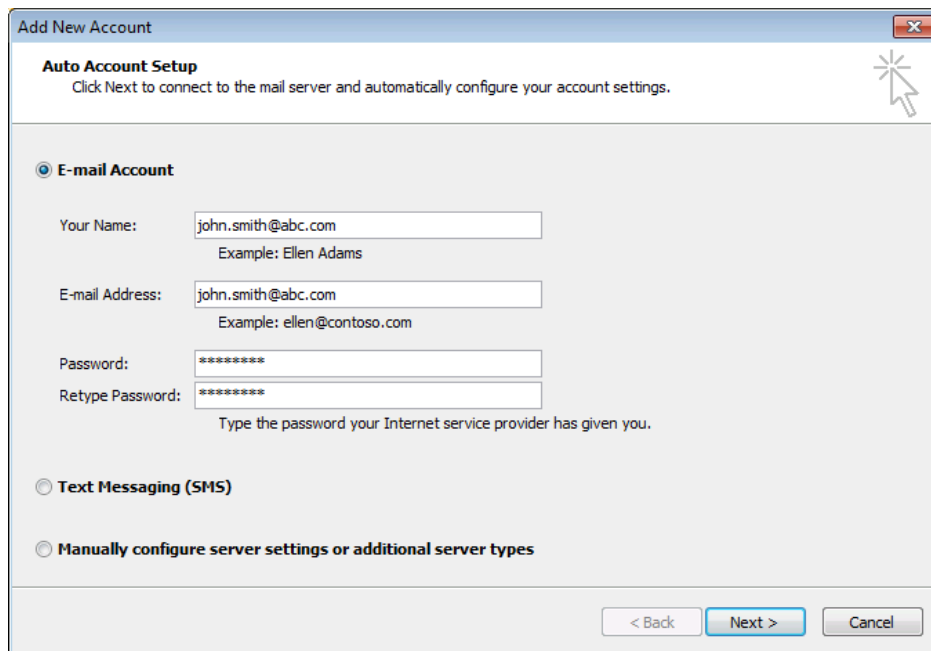 Add New Account
Auto Account Setup
Click Next to connect to the mail server and automatically configure your account settings.
E-mail Account
Your Name: john.smith@abc.com
Example: Ellen Adams
E-mail Address: john.smith@abc.com
Example: ellen@contoso.com
Password: ********
Retype Password: ********
Type the password your Internet service provider has given you.
Text Messaging (SMS)
Manually configure server settings or additional server types
< Back Next > Cancel